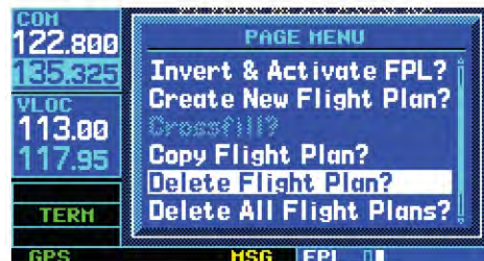 COM
122.800
135.325
VLOC
113.00
117.95
TERM
GPS
PAGE MENU
Invert & Activate FPL?
Create New Flight Plan?
Crossfill?
Copy Flight Plan?
Delete Flight Plan?
Delete All Flight Plans?
MSG
FPL